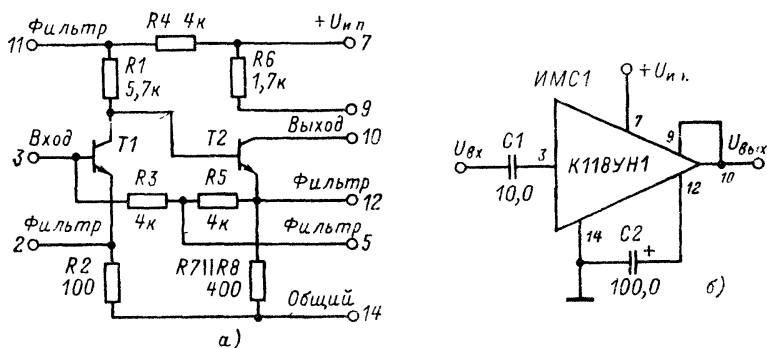 Фильтр
11
R4 4к
+Uип
7
R1
5,7к
R6
1,7к
9
Вход
3
T1
T2
Выход
10
R3
4к
R5
4к
Фильтр
12
Фильтр
2
Фильтр
5
R2
100
R7||R8
400
Общий
14
а)
ИМС1
+Uи.п.
7
Uвх
C1
10,0
3
К118УН1
9
Uвых
10
12
14
C2
+
100,0
б)